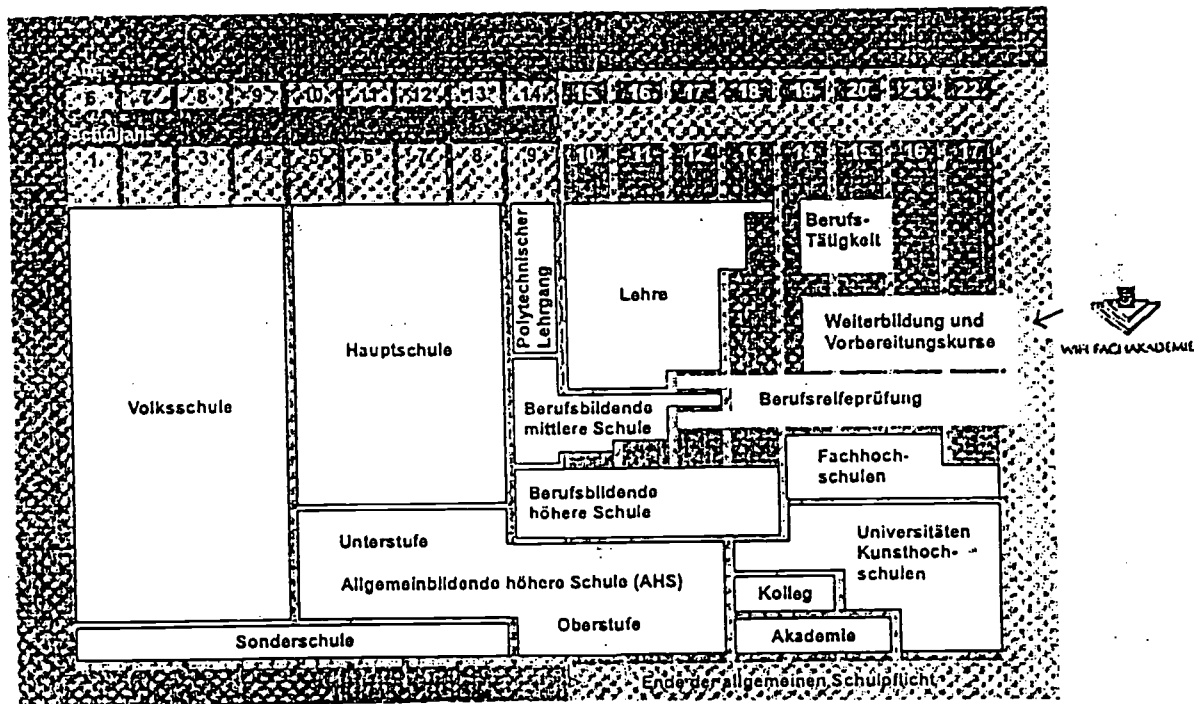 Alter
6 7 8 9 10 11 12 13 14 15 16 17 18 19 20 21 22
Schuljahr
1 2 3 4 5 6 7 8 9 10 11 12 13 14 15 16 17
Volksschule
Hauptschule
Polytechnischer
Lehrgang
Lehre
Berufs-
Tätigkeit
Weiterbildung und
Vorbereitungskurse
WIFI FACHAKADEMIE
Berufsbildende
mittlere Schule
Berufsreifeprüfung
Berufsbildende
höhere Schule
Fachhoch-
schulen
Unterstufe
Allgemeinbildende höhere Schule (AHS)
Oberstufe
Universitäten
Kunsthoch-
schulen
Kolleg
Akademie
Sonderschule
Ende der allgemeinen Schulpflicht